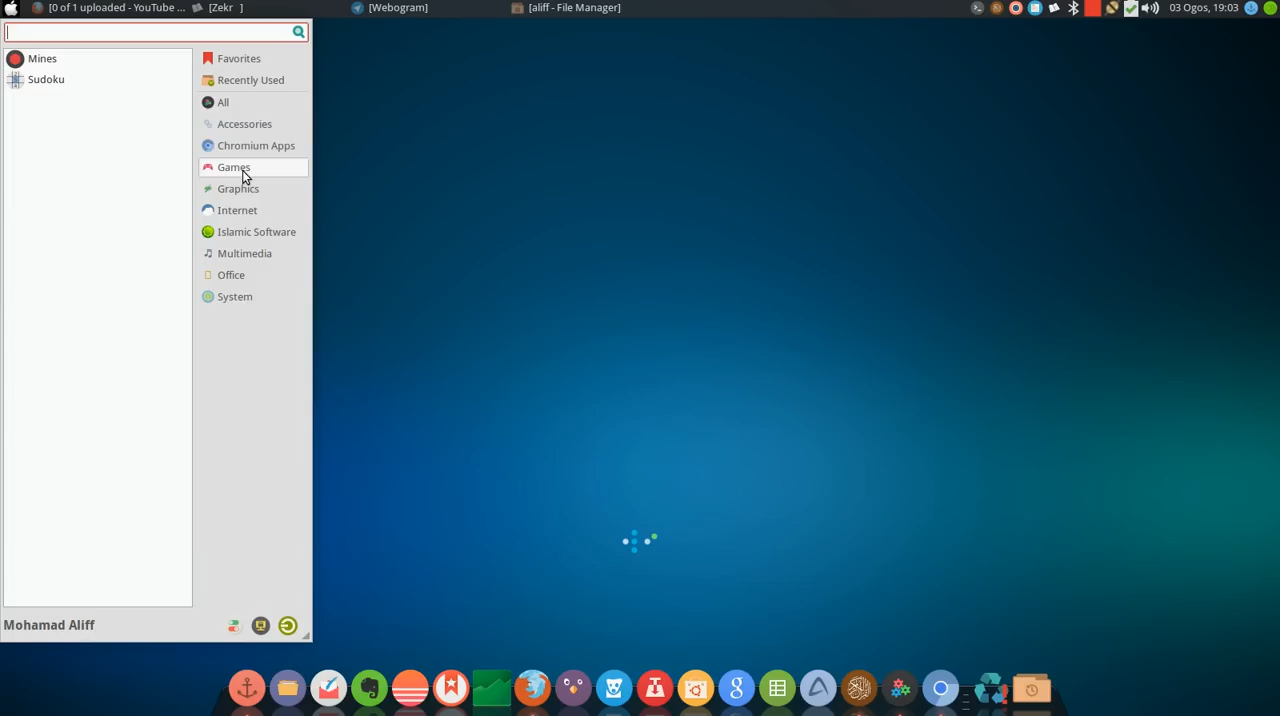 [0 of 1 uploaded - YouTube ...
[Zekr ]
[Webogram]
[aliff - File Manager]
03 Ogos, 19:03
Mines
Sudoku
Favorites
Recently Used
All
Accessories
Chromium Apps
Games
Graphics
Internet
Islamic Software
Multimedia
Office
System
Mohamad Aliff